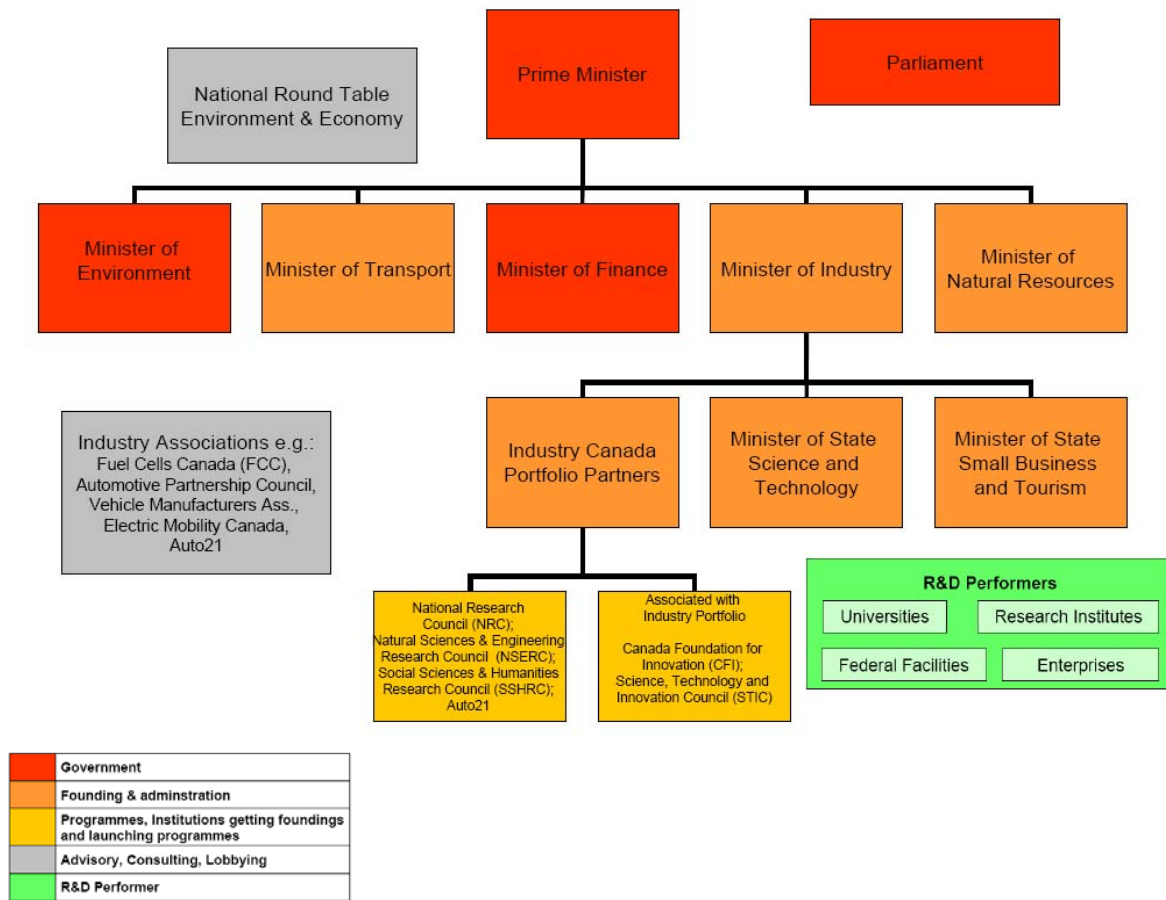 National Round Table
Environment & Economy
Prime Minister
Parliament
Minister of
Environment
Minister of Transport
Minister of Finance
Minister of Industry
Minister of
Natural Resources
Industry Associations e.g.:
Fuel Cells Canada (FCC),
Automotive Partnership Council,
Vehicle Manufacturers Ass.,
Electric Mobility Canada,
Auto21
Industry Canada
Portfolio Partners
Minister of State
Science and
Technology
Minister of State
Small Business
and Tourism
National Research
Council (NRC);
Natural Sciences & Engineering
Research Council (NSERC);
Social Sciences & Humanities
Research Council (SSHRC);
Auto21
Associated with
Industry Portfolio
Canada Foundation for
Innovation (CFI);
Science, Technology and
Innovation Council (STIC)
R&D Performers
Universities
Research Institutes
Federal Facilities
Enterprises
Government
Founding & adminstration
Programmes, Institutions getting foundings
and launching programmes
Advisory, Consulting, Lobbying
R&D Performer